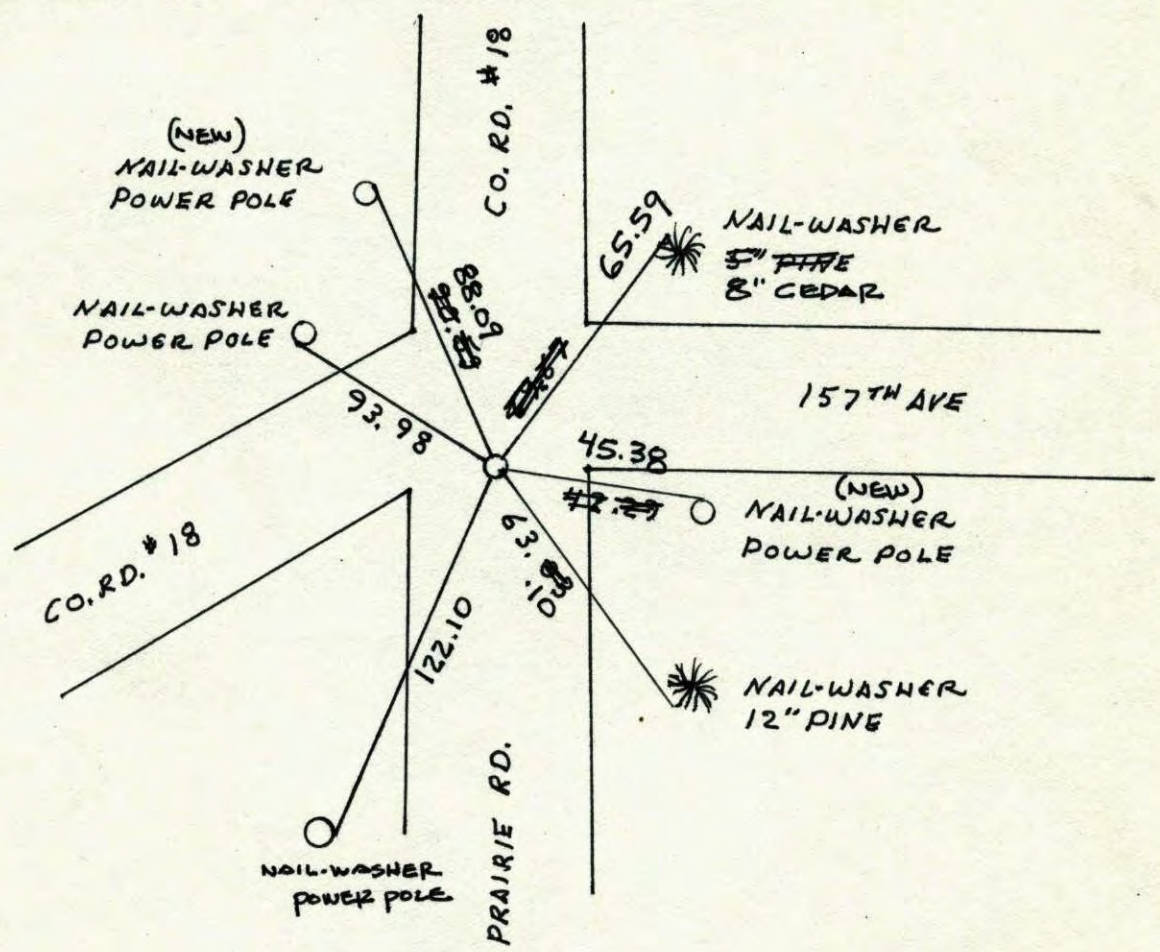 CO. RD. #18
(NEW)
NAIL-WASHER
POWER POLE
88.09
65.59
NAIL-WASHER
5" PINE
8" CEDAR
NAIL-WASHER
POWER POLE
93.98
157TH AVE
45.38
(NEW)
NAIL-WASHER
POWER POLE
CO. RD. #18
63.
.10
122.10
NAIL-WASHER
12" PINE
NAIL-WASHER
POWER POLE
PRAIRIE RD.